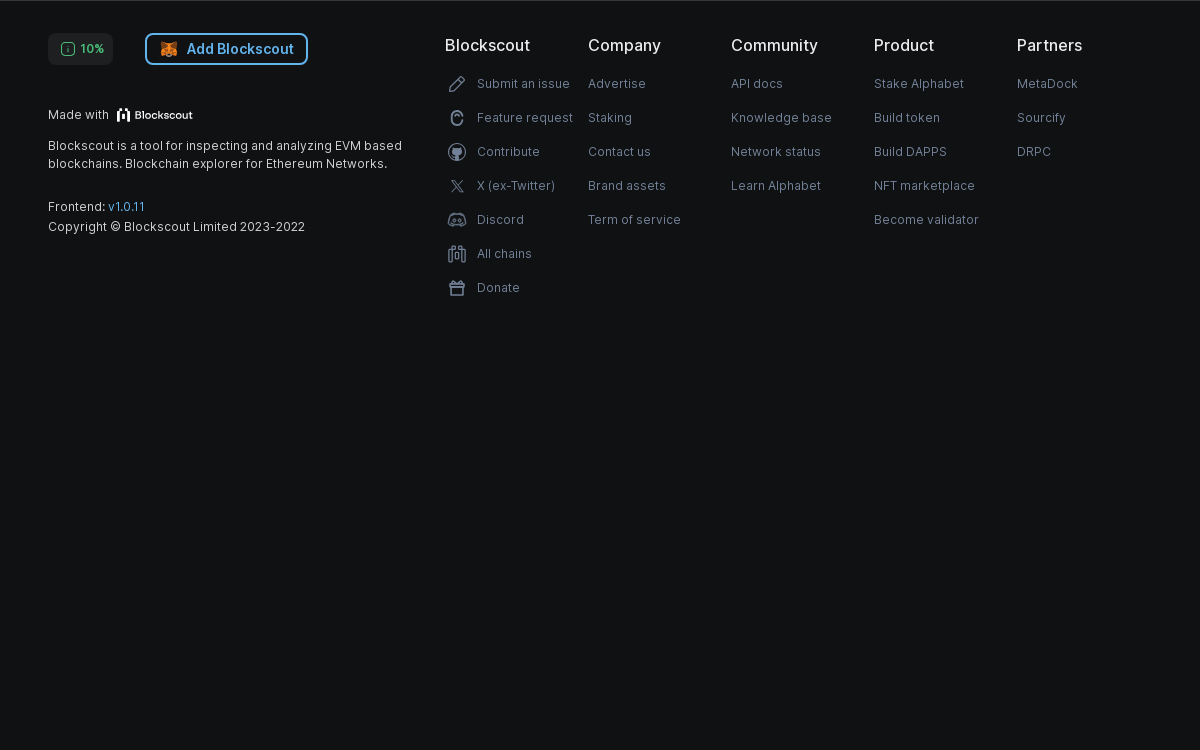 10%
Add Blockscout
Made with Blockscout
Blockscout is a tool for inspecting and analyzing EVM based
blockchains. Blockchain explorer for Ethereum Networks.
Frontend: v1.0.11
Copyright © Blockscout Limited 2023-2022
Blockscout
Submit an issue
Feature request
Contribute
X (ex-Twitter)
Discord
All chains
Donate
Company
Advertise
Staking
Contact us
Brand assets
Term of service
Community
API docs
Knowledge base
Network status
Learn Alphabet
Product
Stake Alphabet
Build token
Build DAPPS
NFT marketplace
Become validator
Partners
MetaDock
Sourcify
DRPC